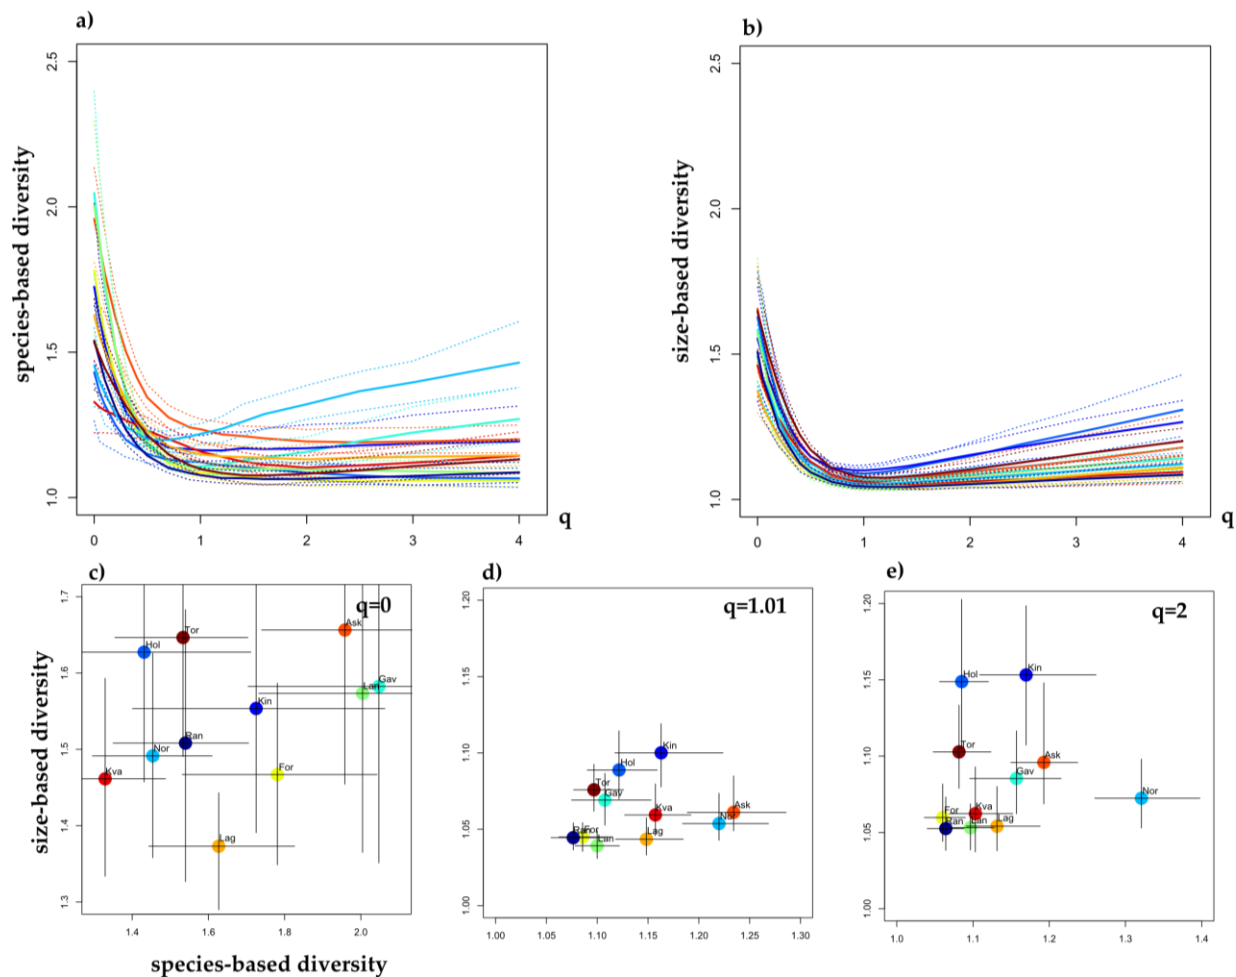 a)
b)
2.5
2.0
1.5
1.0
species-based diversity
0 1 2 3 4
q
2.5
2.0
1.5
1.0
size-based diversity
0 1 2 3 4
q
c)
q=0
1.7
1.6
1.5
1.4
1.3
size-based diversity
Ask
Tor
Hol
Gav
Lan
Kin
Ran
Nor
For
Kva
Lag
1.4 1.6 1.8 2.0
species-based diversity
d)
q=1.01
1.20
1.15
1.10
1.05
1.00
Kin
Hol
Tor
Gav
Ask
Kva
Nor
Ran
For
Lag
Lan
1.00 1.05 1.10 1.15 1.20 1.25 1.30
e)
q=2
1.20
1.15
1.10
1.05
1.00
Kin
Hol
Tor
Ask
Gav
Nor
Kva
For
Ran
Lan
Lag
1.0 1.1 1.2 1.3 1.4